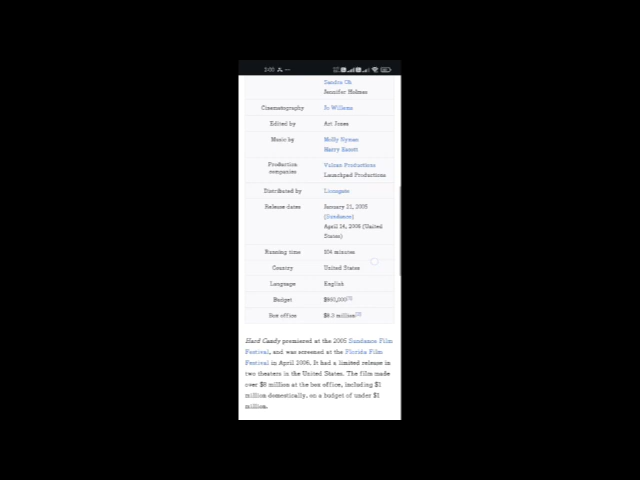 Sandra Oh
Jennifer Holmes
Cinematography
Jo Willems
Edited by
Art Jones
Music by
Molly Nyman
Harry Escott
Production
companies
Vulcan Productions
Launchpad Productions
Distributed by
Lionsgate
Release dates
January 21, 2005
(Sundance)
April 14, 2006 (United
States)
Running time
104 minutes
Country
United States
Language
English
Budget
Box office
Hard Candy premiered at the 2005 Sundance Film
Festival, and was screened at the Florida Film
Festival in April 2006. It had a limited release in
two theaters in the United States. The film made
over $8 million at the box office, including $1
million domestically, on a budget of under $1
million.